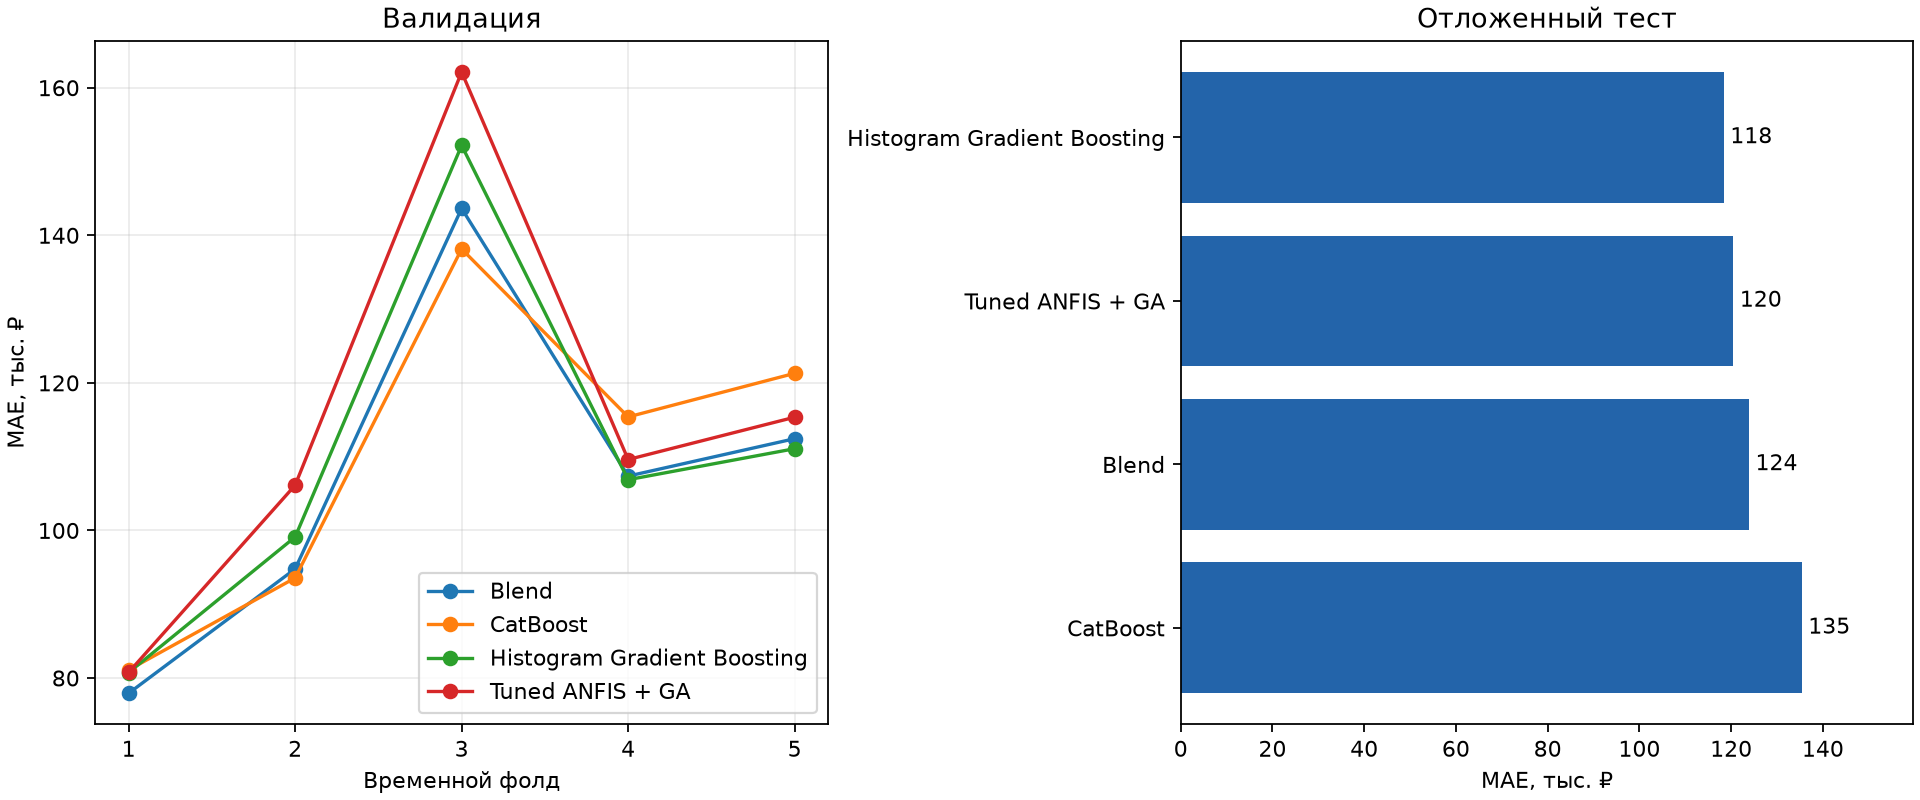 Валидация
MAE, тыс. ₽
160
140
120
100
80
1 2 3 4 5
Временной фолд
Blend
CatBoost
Histogram Gradient Boosting
Tuned ANFIS + GA
Отложенный тест
Histogram Gradient Boosting
118
Tuned ANFIS + GA
120
Blend
124
CatBoost
135
0 20 40 60 80 100 120 140
MAE, тыс. ₽